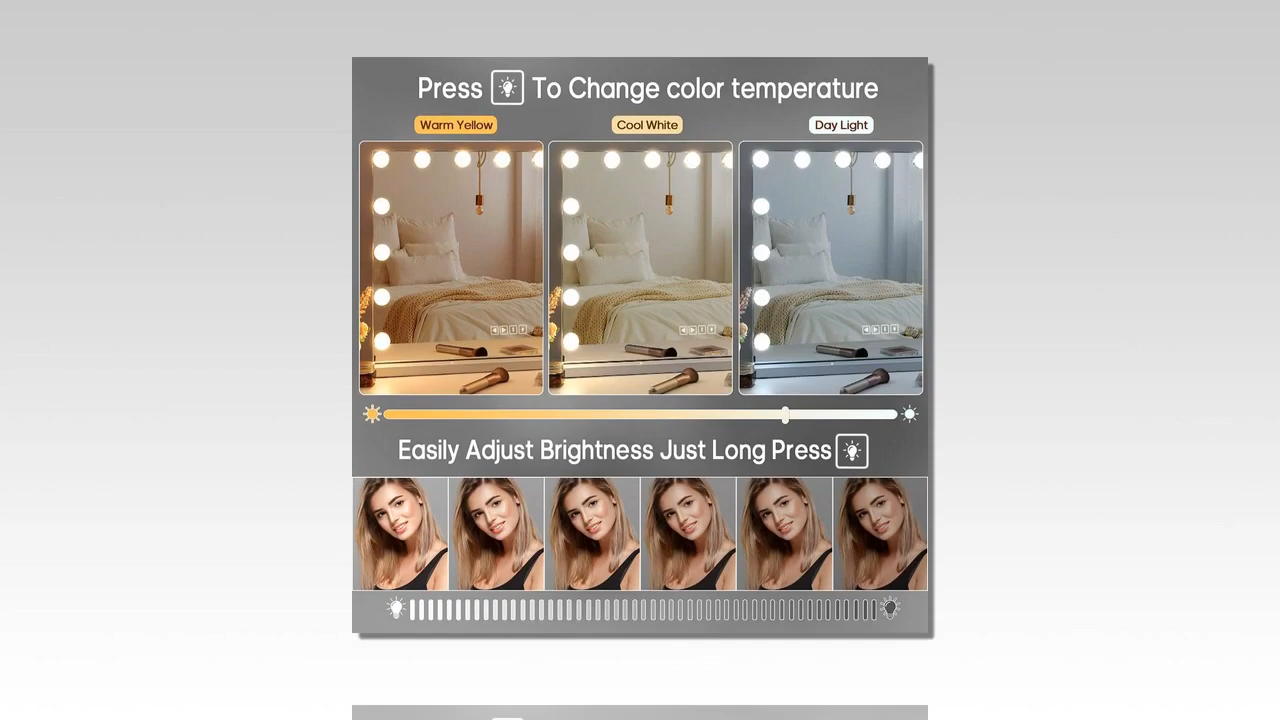 Press To Change color temperature
Warm Yellow
Cool White
Day Light
Easily Adjust Brightness Just Long Press